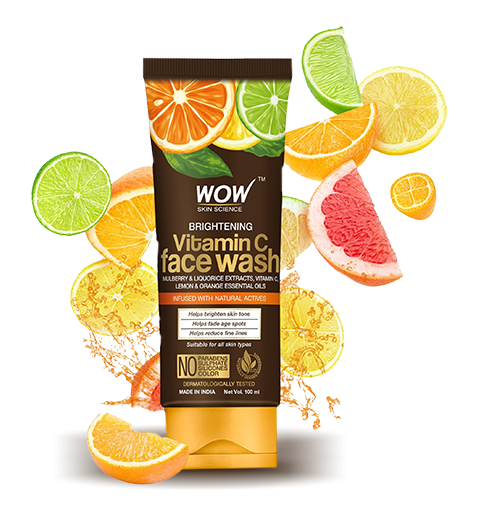 WOW™
SKIN SCIENCE
BRIGHTENING
Vitamin C
face wash
MULBERRY & LIQUORICE EXTRACTS, VITAMIN C,
LEMON & ORANGE ESSENTIAL OILS
INFUSED WITH NATURAL ACTIVES
Helps brighten skin tone
Helps fade age spots
Helps reduce fine lines
Suitable for all skin types
NO PARABENS
SULPHATE
SILICONES
COLOR
DERMATOLOGICALLY TESTED
MADE IN INDIA Net Vol. 100 ml